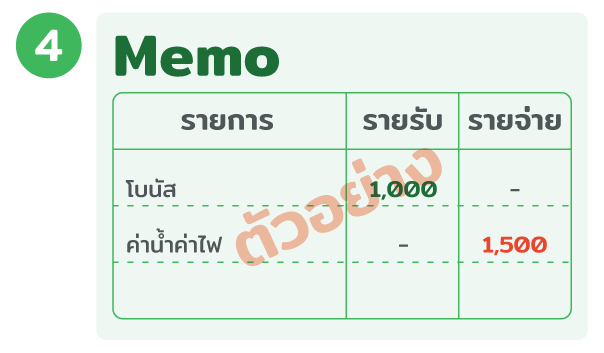 4
Memo
รายการ รายรับ รายจ่าย
โบนัส 1,000 -
ค่าน้ำค่าไฟ - 1,500
ตัวอย่าง